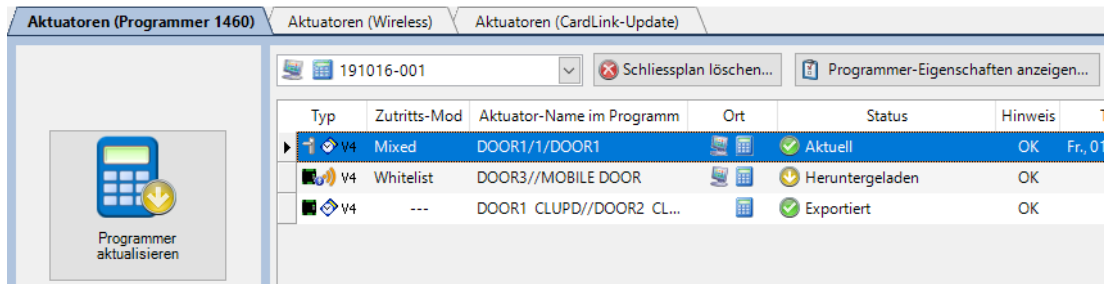 Aktuatoren (Programmer 1460) Aktuatoren (Wireless) Aktuatoren (CardLink-Update)
191016-001 Schliessplan löschen... Programmer-Eigenschaften anzeigen...
Typ Zutritts-Mod Aktuator-Name im Programm Ort Status Hinweis
V4 Mixed DOOR1/1/DOOR1 Aktuell OK Fr., 01
V4 Whitelist DOOR3//MOBILE DOOR Heruntergeladen OK
V4 --- DOOR1 CLUPD//DOOR2 CL... Exportiert OK
Programmer
aktualisieren